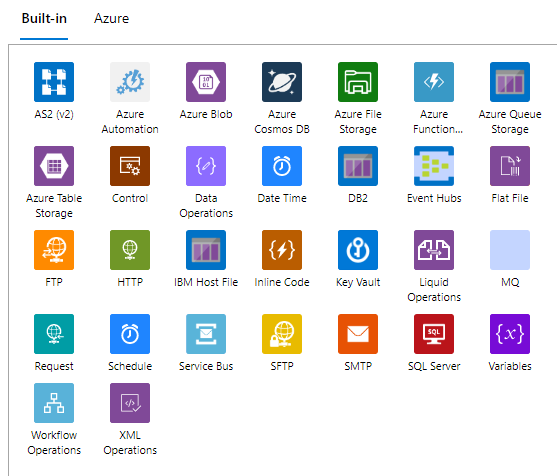 Built-in Azure
AS2 (v2) Azure Automation Azure Blob Azure Cosmos DB Azure File Storage Azure Function... Azure Queue Storage
Azure Table Storage Control Data Operations Date Time DB2 Event Hubs Flat File
FTP HTTP IBM Host File Inline Code Key Vault Liquid Operations MQ
Request Schedule Service Bus SFTP SMTP SQL SQL Server Variables
Workflow Operations XML Operations